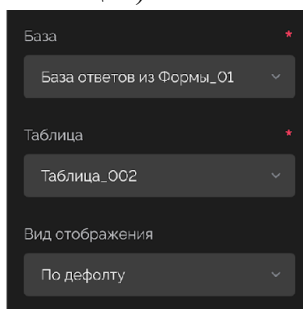 База *
База ответов из Формы_01
Таблица *
Таблица_002
Вид отображения
По дефолту